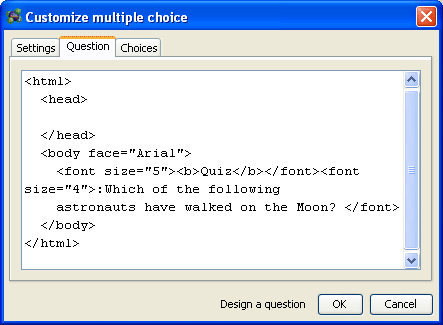 Customize multiple choice
Settings Question Choices
<html>
  <head>

  </head>
  <body face="Arial">
    <font size="5"><b>Quiz</b></font><font
size="4">:Which of the following
    astronauts have walked on the Moon? </font>
  </body>
</html>
Design a question OK Cancel